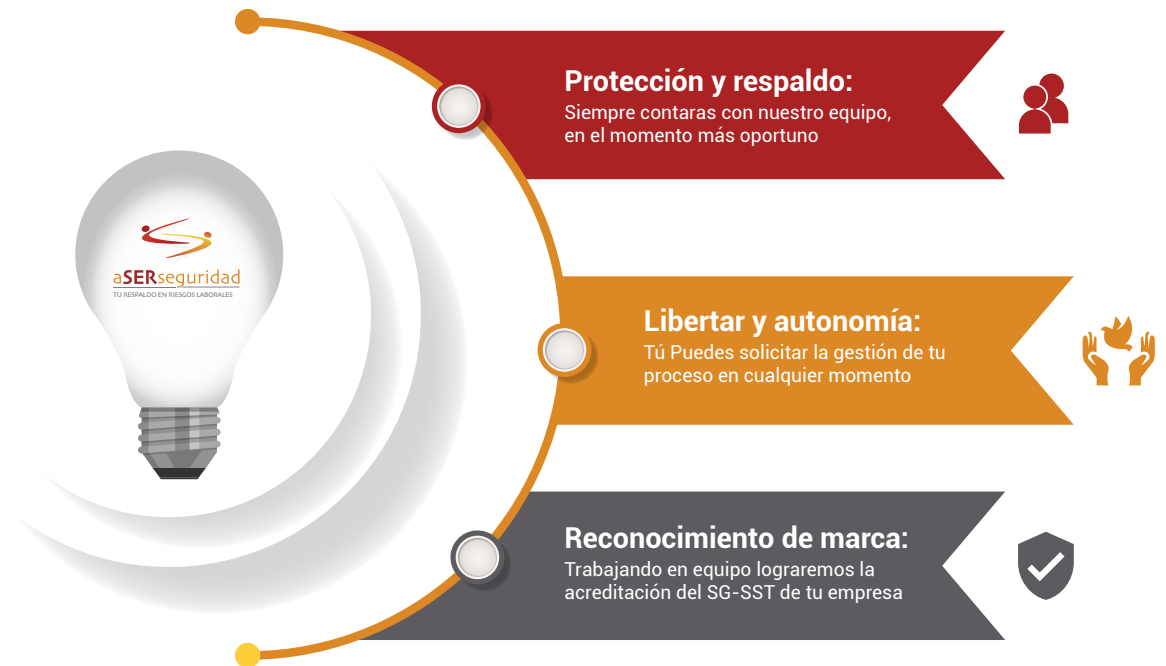 aSERseguridad
TU RESPALDO EN RIESGOS LABORALES
Protección y respaldo:
Siempre contaras con nuestro equipo,
en el momento más oportuno
Libertar y autonomía:
Tú Puedes solicitar la gestión de tu
proceso en cualquier momento
Reconocimiento de marca:
Trabajando en equipo lograremos la
acreditación del SG-SST de tu empresa